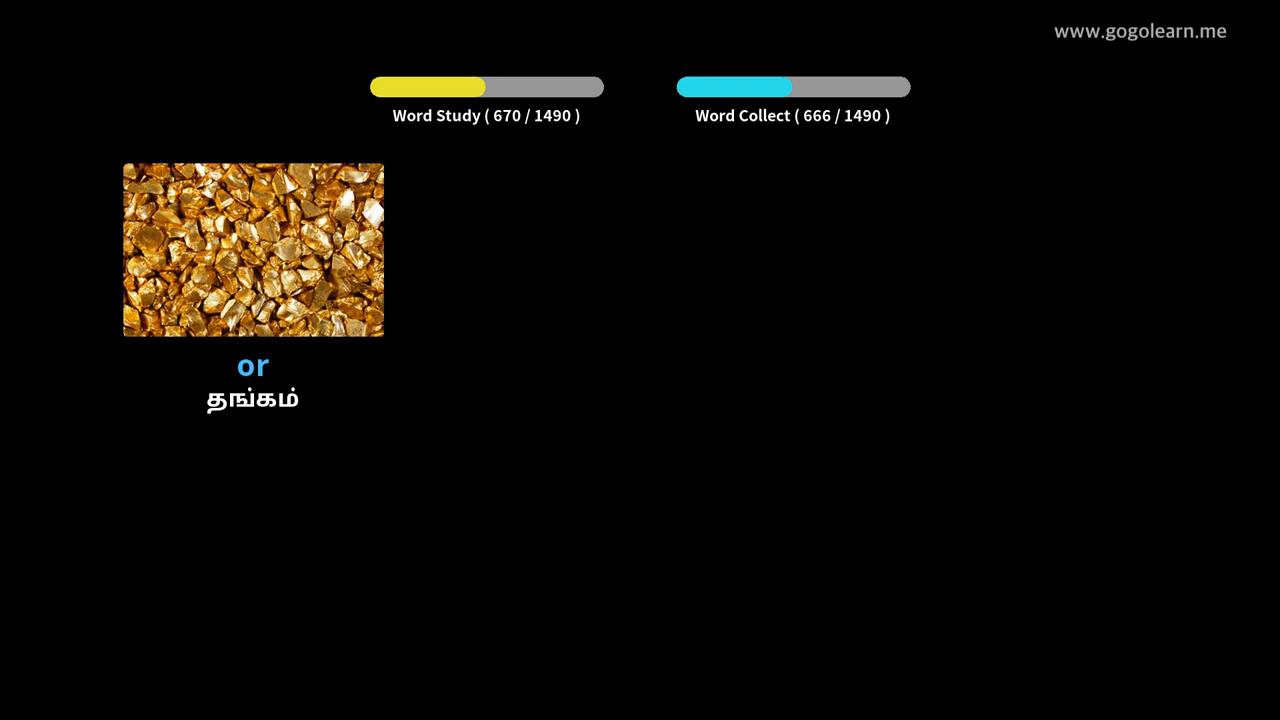 www.gogolearn.me
Word Study ( 670 / 1490 )
Word Collect ( 666 / 1490 )
or
தங்கம்